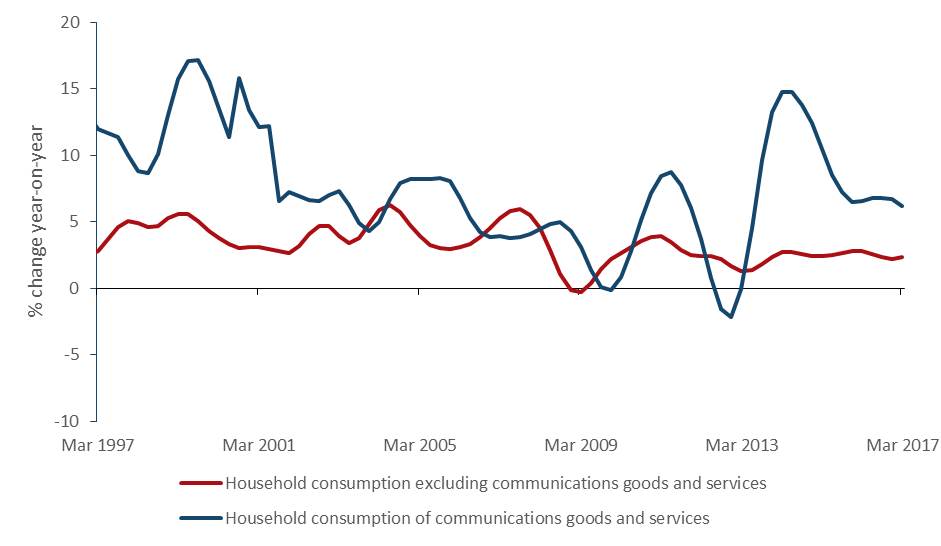 % change year-on-year
20
15
10
5
0
-5
-10
Mar 1997 Mar 2001 Mar 2005 Mar 2009 Mar 2013 Mar 2017
Household consumption excluding communications goods and services
Household consumption of communications goods and services